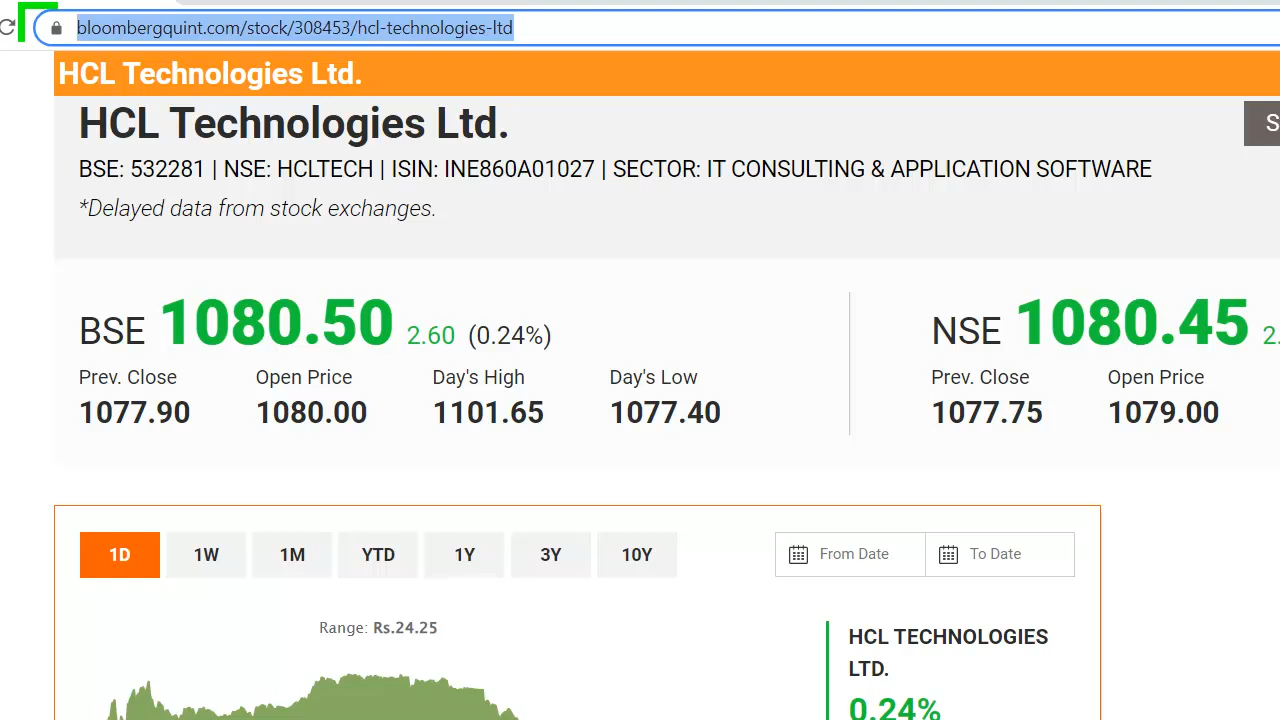 bloombergquint.com/stock/308453/hcl-technologies-ltd
HCL Technologies Ltd.
HCL Technologies Ltd.
S
BSE: 532281 | NSE: HCLTECH | ISIN: INE860A01027 | SECTOR: IT CONSULTING & APPLICATION SOFTWARE
*Delayed data from stock exchanges.
BSE 1080.50 2.60 (0.24%)
Prev. Close Open Price Day's High Day's Low
1077.90 1080.00 1101.65 1077.40
NSE 1080.45 2.
Prev. Close Open Price
1077.75 1079.00
1D 1W 1M YTD 1Y 3Y 10Y
From Date To Date
Range: Rs.24.25
HCL TECHNOLOGIES
LTD.
0.24%